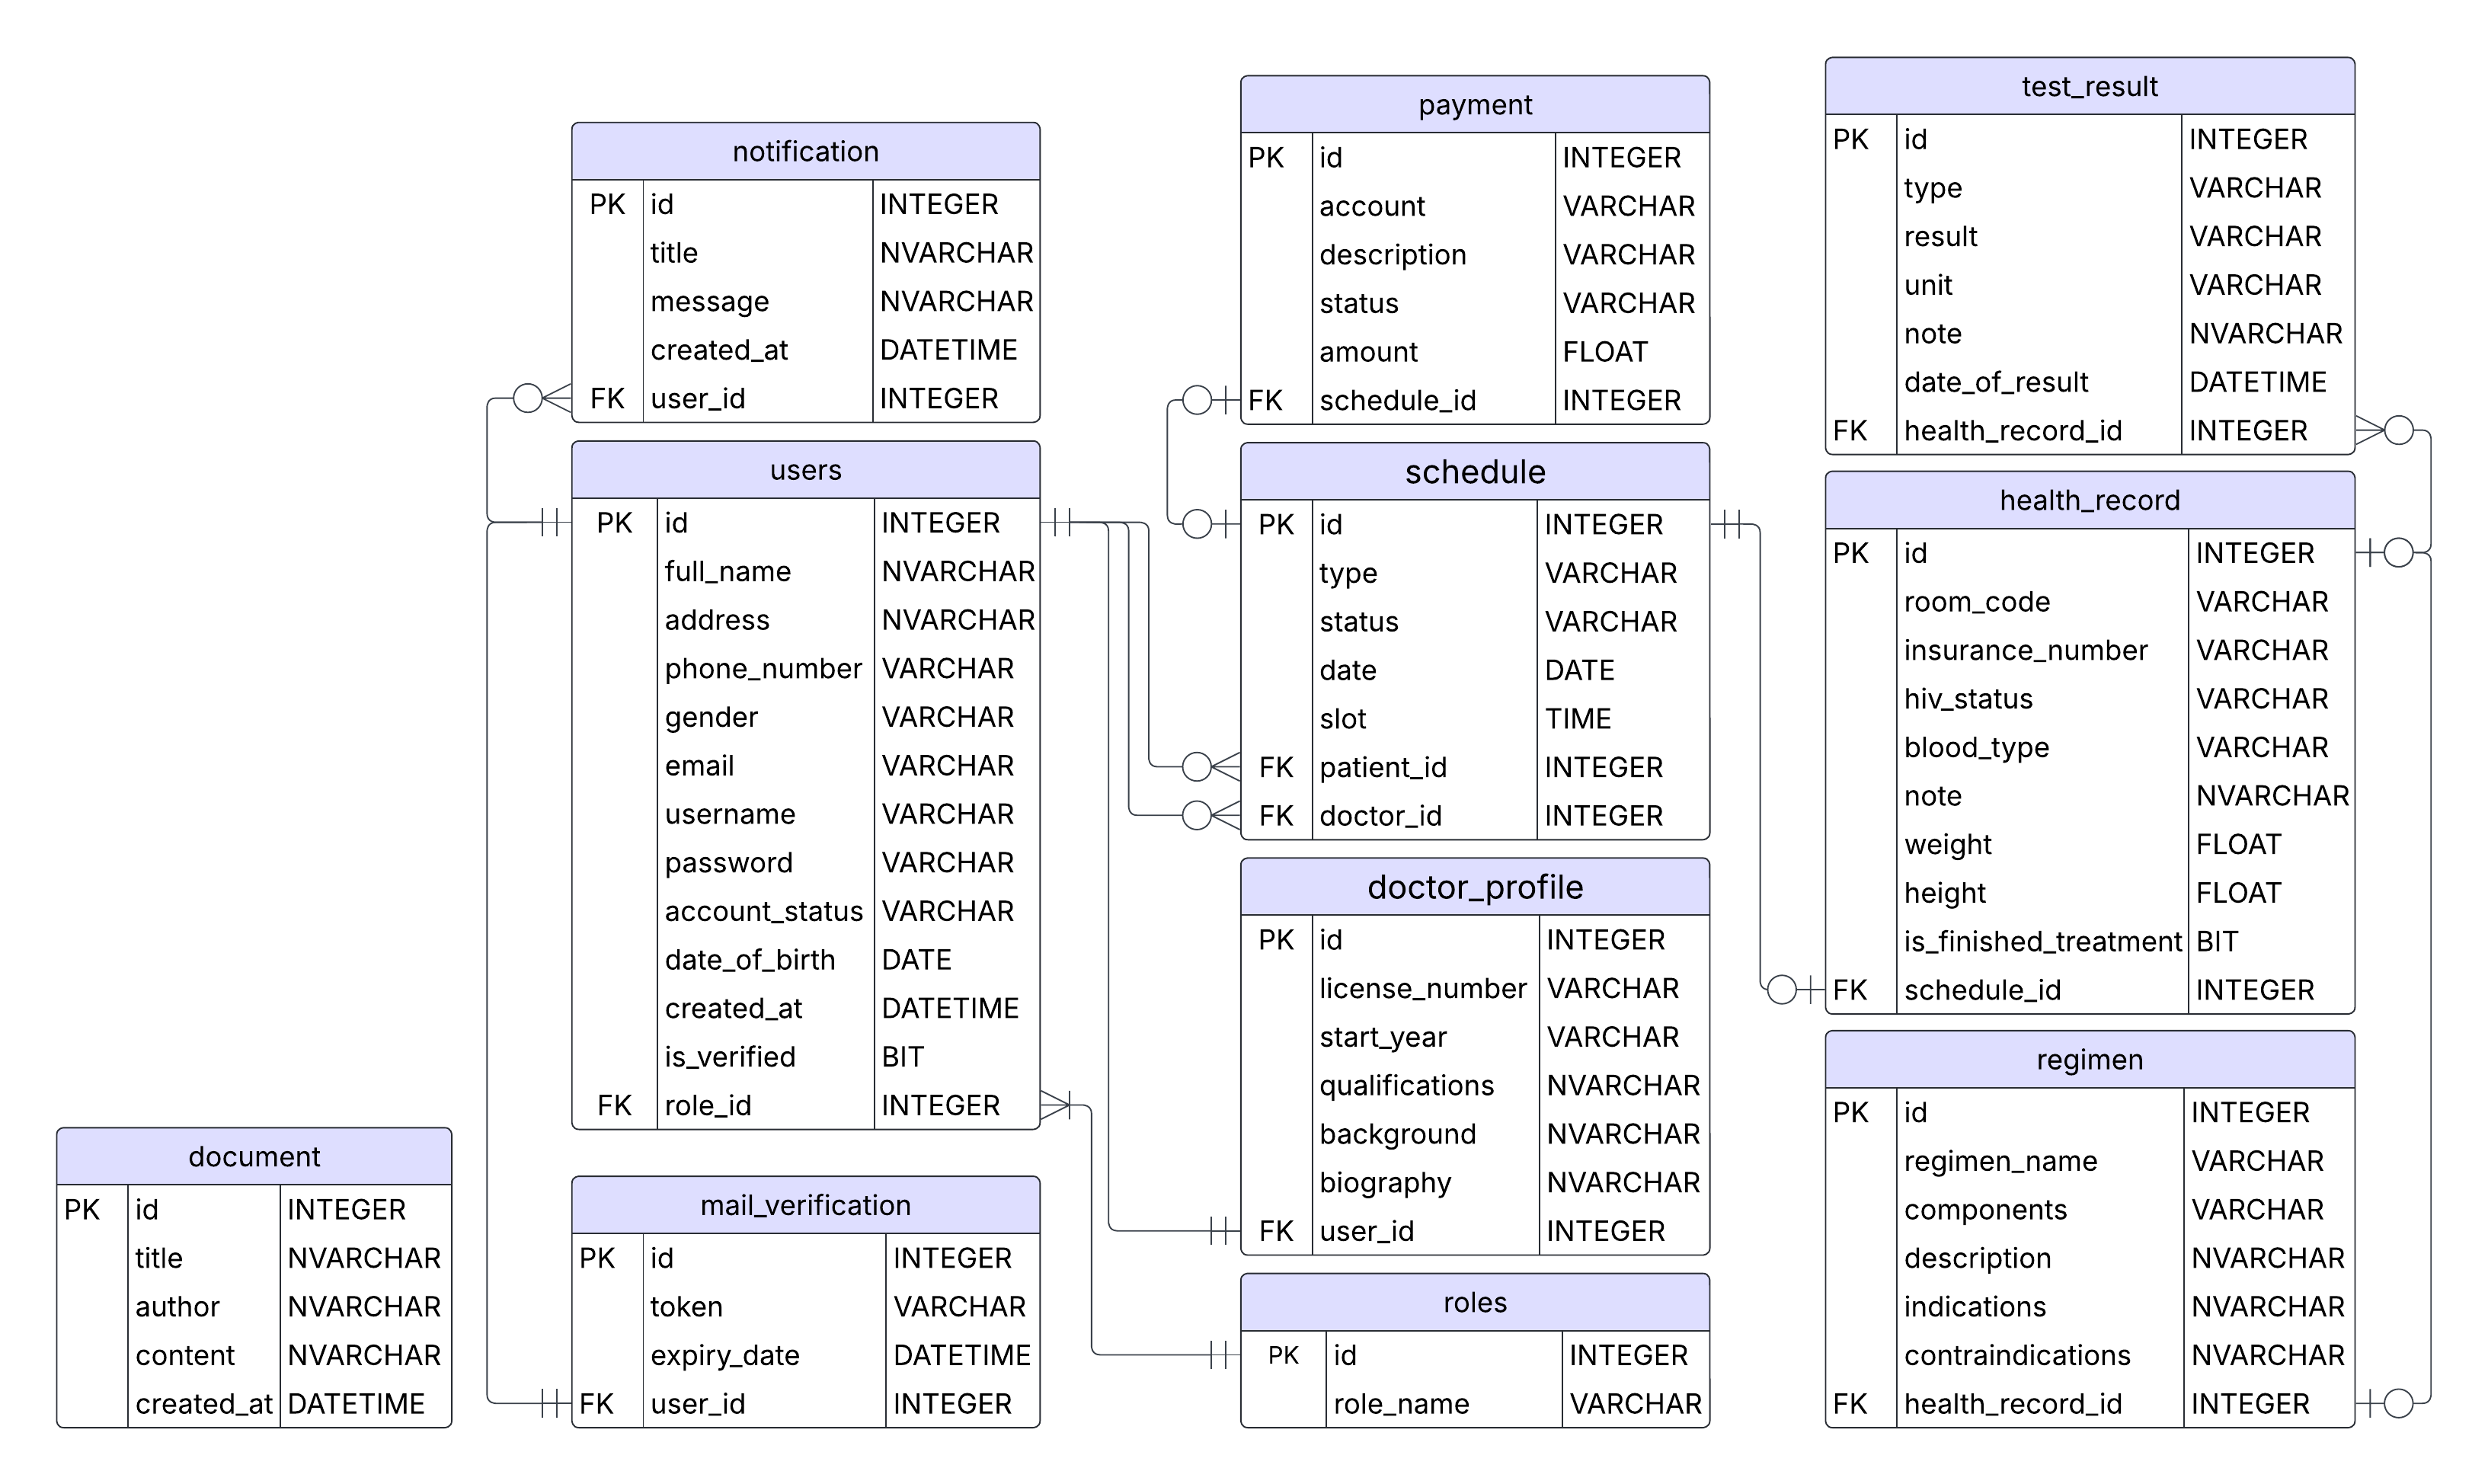 notification
PK id INTEGER
title NVARCHAR
message NVARCHAR
created_at DATETIME
FK user_id INTEGER
users
PK id INTEGER
full_name NVARCHAR
address NVARCHAR
phone_number VARCHAR
gender VARCHAR
email VARCHAR
username VARCHAR
password VARCHAR
account_status VARCHAR
date_of_birth DATE
created_at DATETIME
is_verified BIT
FK role_id INTEGER
document
PK id INTEGER
title NVARCHAR
author NVARCHAR
content NVARCHAR
created_at DATETIME
mail_verification
PK id INTEGER
token VARCHAR
expiry_date DATETIME
FK user_id INTEGER
payment
PK id INTEGER
account VARCHAR
description VARCHAR
status VARCHAR
amount FLOAT
FK schedule_id INTEGER
schedule
PK id INTEGER
type VARCHAR
status VARCHAR
date DATE
slot TIME
FK patient_id INTEGER
FK doctor_id INTEGER
doctor_profile
PK id INTEGER
license_number VARCHAR
start_year VARCHAR
qualifications NVARCHAR
background NVARCHAR
biography NVARCHAR
FK user_id INTEGER
roles
PK id INTEGER
role_name VARCHAR
test_result
PK id INTEGER
type VARCHAR
result VARCHAR
unit VARCHAR
note NVARCHAR
date_of_result DATETIME
FK health_record_id INTEGER
health_record
PK id INTEGER
room_code VARCHAR
insurance_number VARCHAR
hiv_status VARCHAR
blood_type VARCHAR
note NVARCHAR
weight FLOAT
height FLOAT
is_finished_treatment BIT
FK schedule_id INTEGER
regimen
PK id INTEGER
regimen_name VARCHAR
components VARCHAR
description NVARCHAR
indications NVARCHAR
contraindications NVARCHAR
FK health_record_id INTEGER